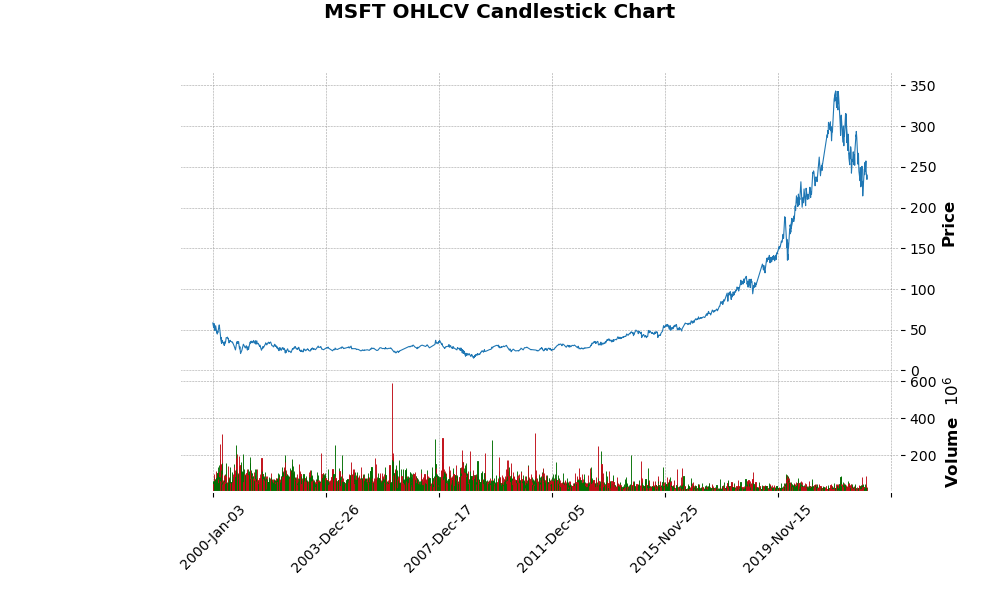 MSFT OHLCV Candlestick Chart
350
300
250
200
150
100
50
0
Price
600
400
200
Volume 10^6
2000-Jan-03
2003-Dec-26
2007-Dec-17
2011-Dec-05
2015-Nov-25
2019-Nov-15